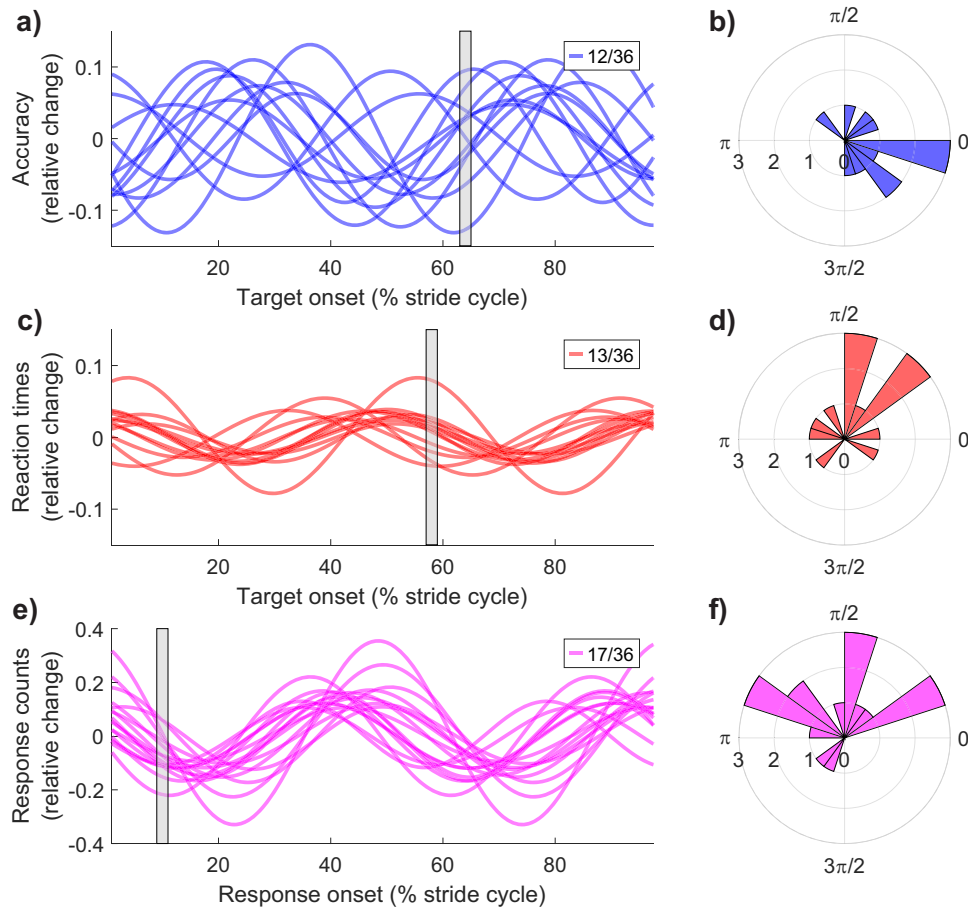 a)
Accuracy
(relative change)
0.1
0
-0.1
12/36
20
40
60
80
Target onset (% stride cycle)
b)
π/2
π
0
3
2
1
0
3π/2
c)
Reaction times
(relative change)
0.1
0
-0.1
13/36
20
40
60
80
Target onset (% stride cycle)
d)
π/2
π
0
3
2
1
0
3π/2
e)
Response counts
(relative change)
0.4
0.2
0
-0.2
-0.4
17/36
20
40
60
80
Response onset (% stride cycle)
f)
π/2
π
0
3
2
1
0
3π/2